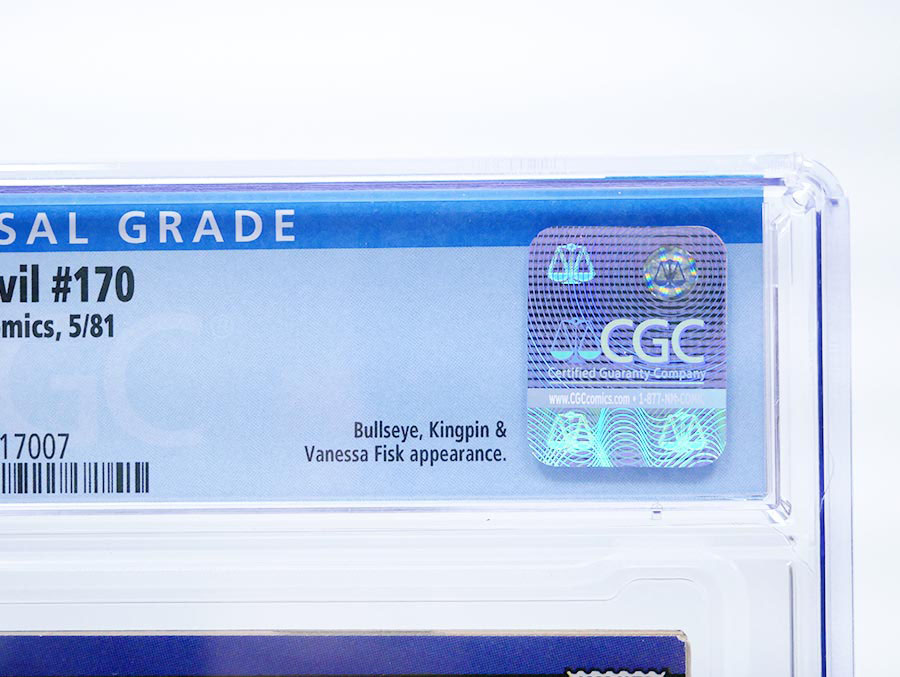 SAL GRADE
vil #170
omics, 5/81
17007
Bullseye, Kingpin &
Vanessa Fisk appearance.
CGC
Certified Guaranty Company
www.CGCcomics.com • 1-877-NM-COMIC